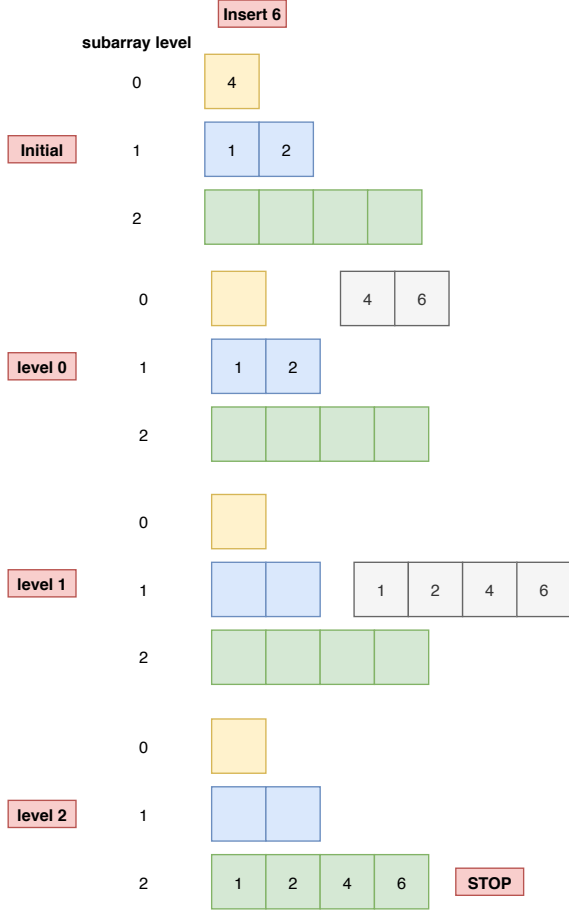 Insert 6
subarray level
0 4
Initial 1 1 2
2
0 4 6
level 0 1 1 2
2
0
level 1 1 1 2 4 6
2
0
level 2 1
2 1 2 4 6 STOP